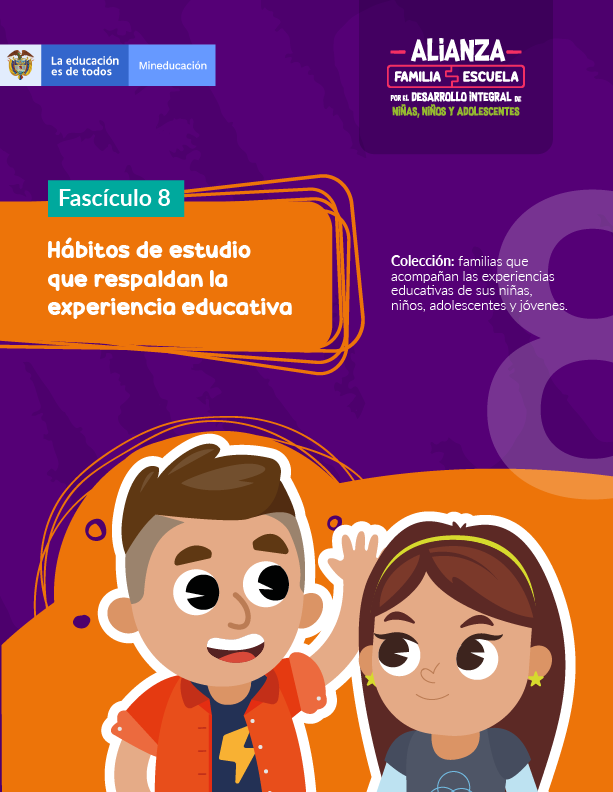 La educación
es de todos
Mineducación
ALiANZA
FAMILIA ESCUELA
POR EL DESARROLLO INTEGRAL DE
NIÑAS, NIÑOS Y ADOLESCENTES
Fascículo 8
Hábitos de estudio
que respaldan la
experiencia educativa
Colección: familias que
acompañan las experiencias
educativas de sus niñas,
niños, adolescentes y jóvenes.
8